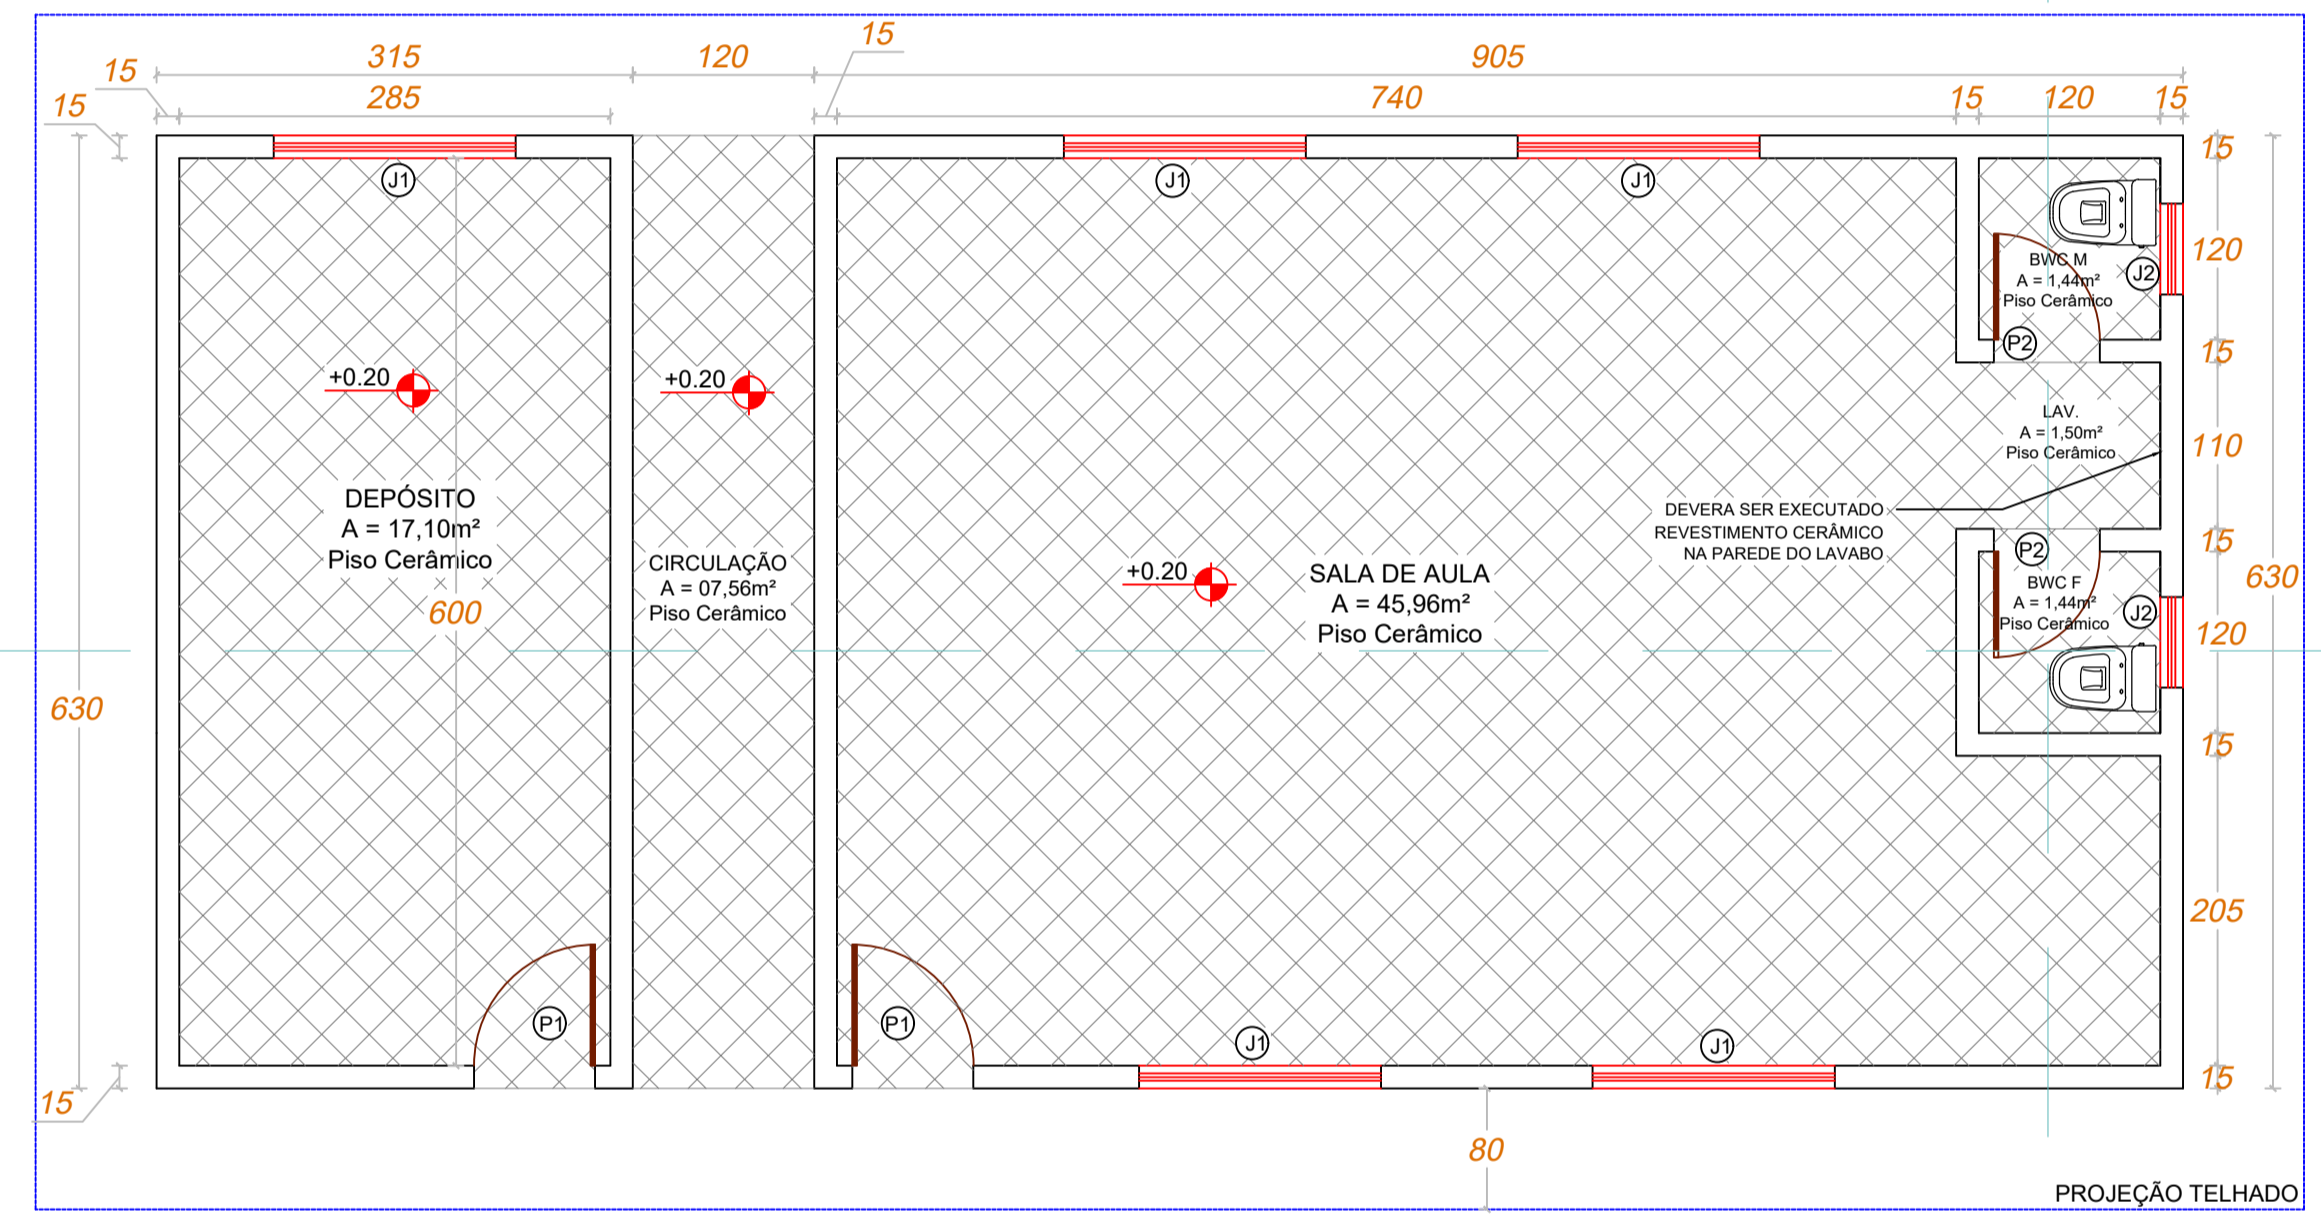 15
315
120
905
15
15
285
740
15
120
15
15
J1
J1
J1
BWC M
A = 1,44m²
Piso Cerâmico
J2
120
P2
15
+0.20
+0.20
LAV.
A = 1,50m²
Piso Cerâmico
110
DEPÓSITO
A = 17,10m²
Piso Cerâmico
600
CIRCULAÇÃO
A = 07,56m²
Piso Cerâmico
+0.20
SALA DE AULA
A = 45,96m²
Piso Cerâmico
DEVERA SER EXECUTADO
REVESTIMENTO CERÂMICO
NA PAREDE DO LAVABO
P2
15
BWC F
A = 1,44m²
Piso Cerâmico
J2
630
120
630
15
205
P1
P1
J1
J1
15
15
80
PROJEÇÃO TELHADO